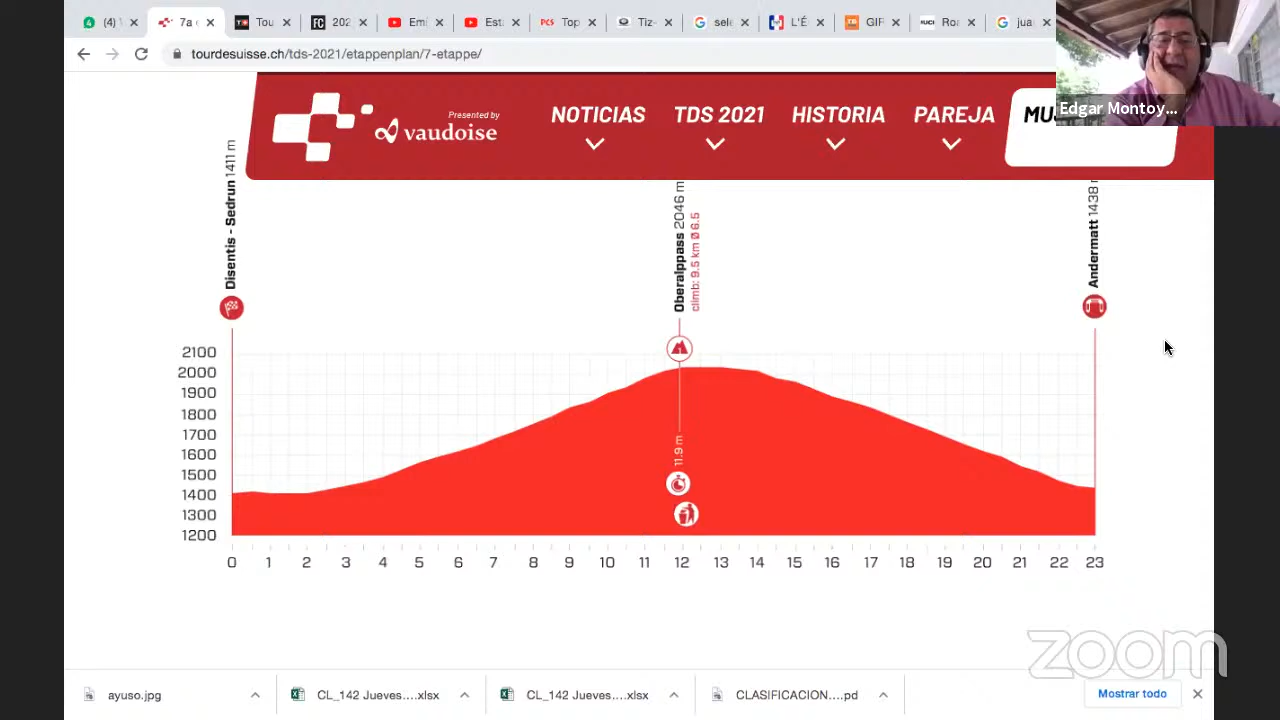 (4)
7a c
Tou
202
Em
Est
Top
Tiz-
sele
L'É
GIF
Roa
jua
tourdesuisse.ch/tds-2021/etappenplan/7-etappe/
Edgar Montoy...
Presented by
vaudoise
NOTICIAS
TDS 2021
HISTORIA
PAREJA
Disentis - Sedrun 1411 m
Oberalppass 2046 m
climb: 9.5 km Ø 6.5
Andermatt 1438 m
2100
2000
1900
1800
1700
1600
1500
1400
1300
1200
11.9 m
0 1 2 3 4 5 6 7 8 9 10 11 12 13 14 15 16 17 18 19 20 21 22 23
zoom
ayuso.jpg
CL_142 Jueves....xlsx
CL_142 Jueves....xlsx
CLASIFICACION....pd
Mostrar todo